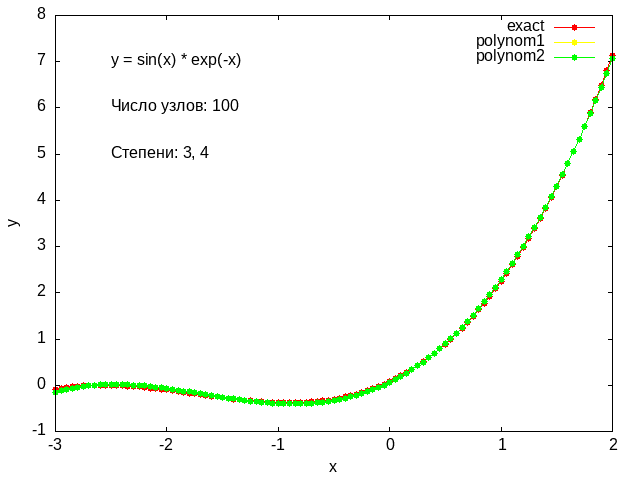 8
7
6
5
4
3
2
1
0
-1
-3
-2
-1
0
1
2
y
x
exact
polynom1
polynom2
y = sin(x) * exp(-x)
Число узлов: 100
Степени: 3, 4